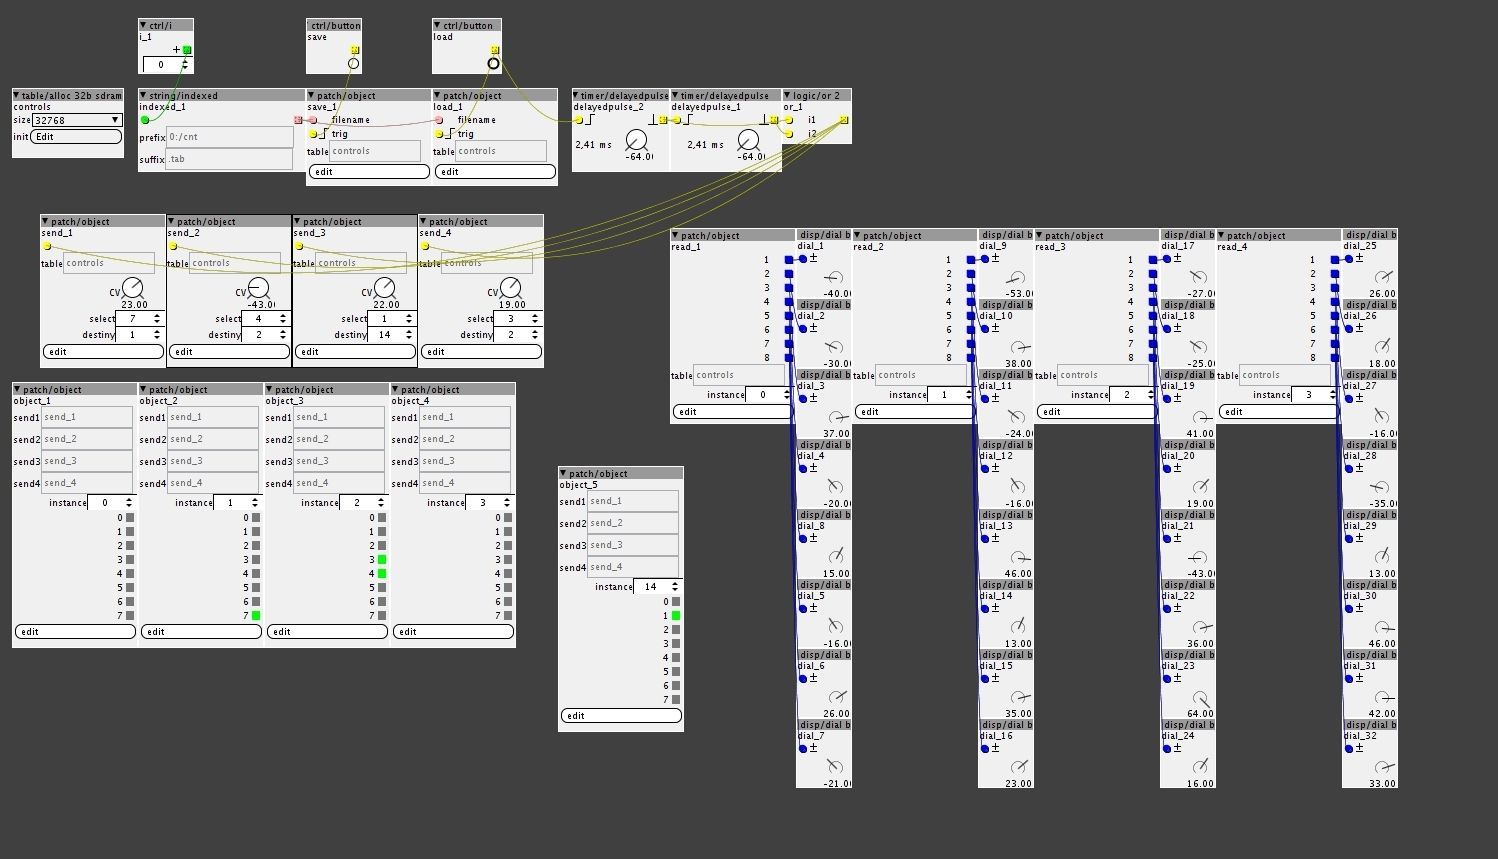 ctrl/i
i_1
+
0
ctrl/button
save
ctrl/button
load
table/alloc 32b sdram
controls
size 32768
init Edit
string/indexed
indexed_1
prefix 0:/cnt
suffix .tab
patch/object
save_1
filename
trig
table controls
edit
patch/object
load_1
filename
trig
table controls
edit
timer/delayedpulse
delayedpulse_2
2,41 ms
-64.0
timer/delayedpulse
delayedpulse_1
2,41 ms
-64.0
logic/or 2
or_1
i1
i2
patch/object
send_1
table controls
CV
23.00
select 7
destiny 1
edit
patch/object
send_2
table controls
CV
-43.0
select 4
destiny 2
edit
patch/object
send_3
table controls
CV
22.00
select 1
destiny 14
edit
patch/object
send_4
table controls
CV
19.00
select 3
destiny 2
edit
patch/object
object_1
send1 send_1
send2 send_2
send3 send_3
send4 send_4
instance 0
0
1
2
3
4
5
6
7
edit
patch/object
object_2
send1 send_1
send2 send_2
send3 send_3
send4 send_4
instance 1
0
1
2
3
4
5
6
7
edit
patch/object
object_3
send1 send_1
send2 send_2
send3 send_3
send4 send_4
instance 2
0
1
2
3
4
5
6
7
edit
patch/object
object_4
send1 send_1
send2 send_2
send3 send_3
send4 send_4
instance 3
0
1
2
3
4
5
6
7
edit
patch/object
object_5
send1 send_1
send2 send_2
send3 send_3
send4 send_4
instance 14
0
1
2
3
4
5
6
7
edit
patch/object
read_1
1
2
3
4
5
6
7
8
table controls
instance 0
edit
disp/dial b
dial_1
±
-40.00
disp/dial b
dial_2
±
-30.00
disp/dial b
dial_3
±
37.00
disp/dial b
dial_4
±
-20.00
disp/dial b
dial_8
±
15.00
disp/dial b
dial_5
±
-16.00
disp/dial b
dial_6
±
26.00
disp/dial b
dial_7
±
-21.00
patch/object
read_2
1
2
3
4
5
6
7
8
table controls
instance 1
edit
disp/dial b
dial_9
±
-53.00
disp/dial b
dial_10
±
38.00
disp/dial b
dial_11
±
-24.00
disp/dial b
dial_12
±
-16.00
disp/dial b
dial_13
±
46.00
disp/dial b
dial_14
±
13.00
disp/dial b
dial_15
±
35.00
disp/dial b
dial_16
±
23.00
patch/object
read_3
1
2
3
4
5
6
7
8
table controls
instance 2
edit
disp/dial b
dial_17
±
-27.00
disp/dial b
dial_18
±
-25.00
disp/dial b
dial_19
±
41.00
disp/dial b
dial_20
±
19.00
disp/dial b
dial_21
±
-43.00
disp/dial b
dial_22
±
36.00
disp/dial b
dial_23
±
64.00
disp/dial b
dial_24
±
16.00
patch/object
read_4
1
2
3
4
5
6
7
8
table controls
instance 3
edit
disp/dial b
dial_25
±
26.00
disp/dial b
dial_26
±
18.00
disp/dial b
dial_27
±
-16.00
disp/dial b
dial_28
±
-35.00
disp/dial b
dial_29
±
13.00
disp/dial b
dial_30
±
46.00
disp/dial b
dial_31
±
42.00
disp/dial b
dial_32
±
33.00